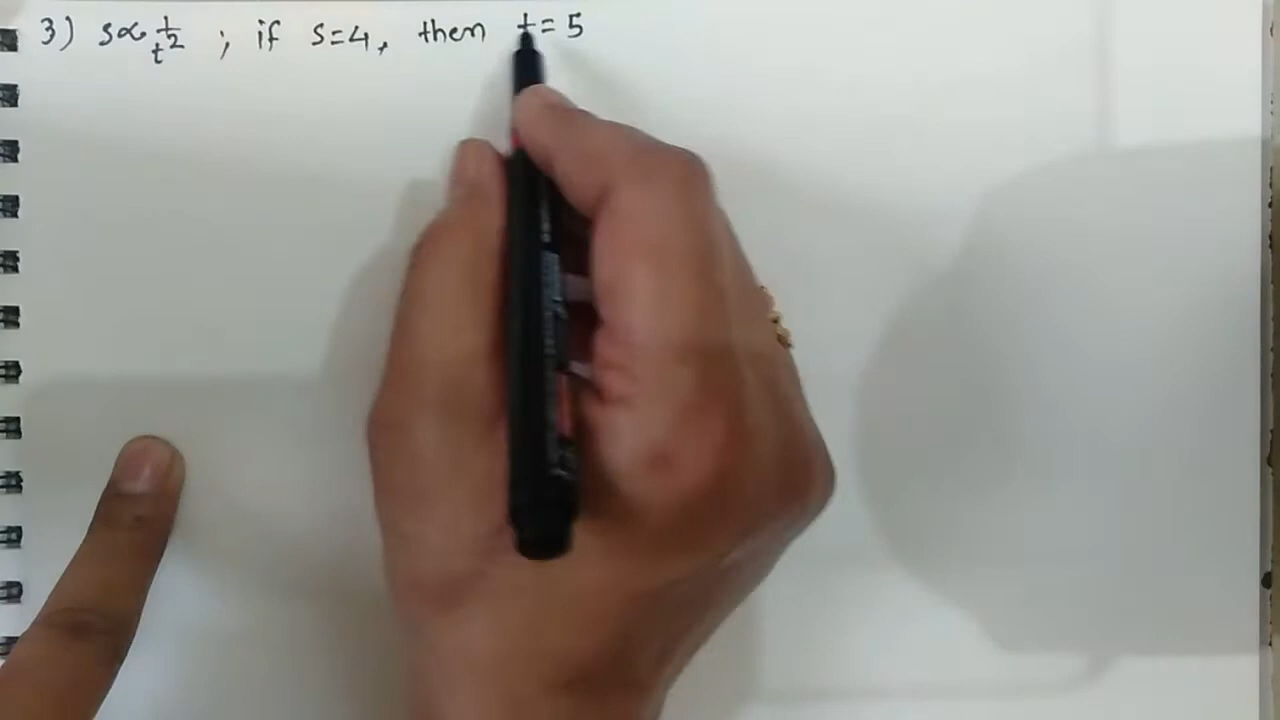 3) s∝ 1/t² ; if s=4, then t=5